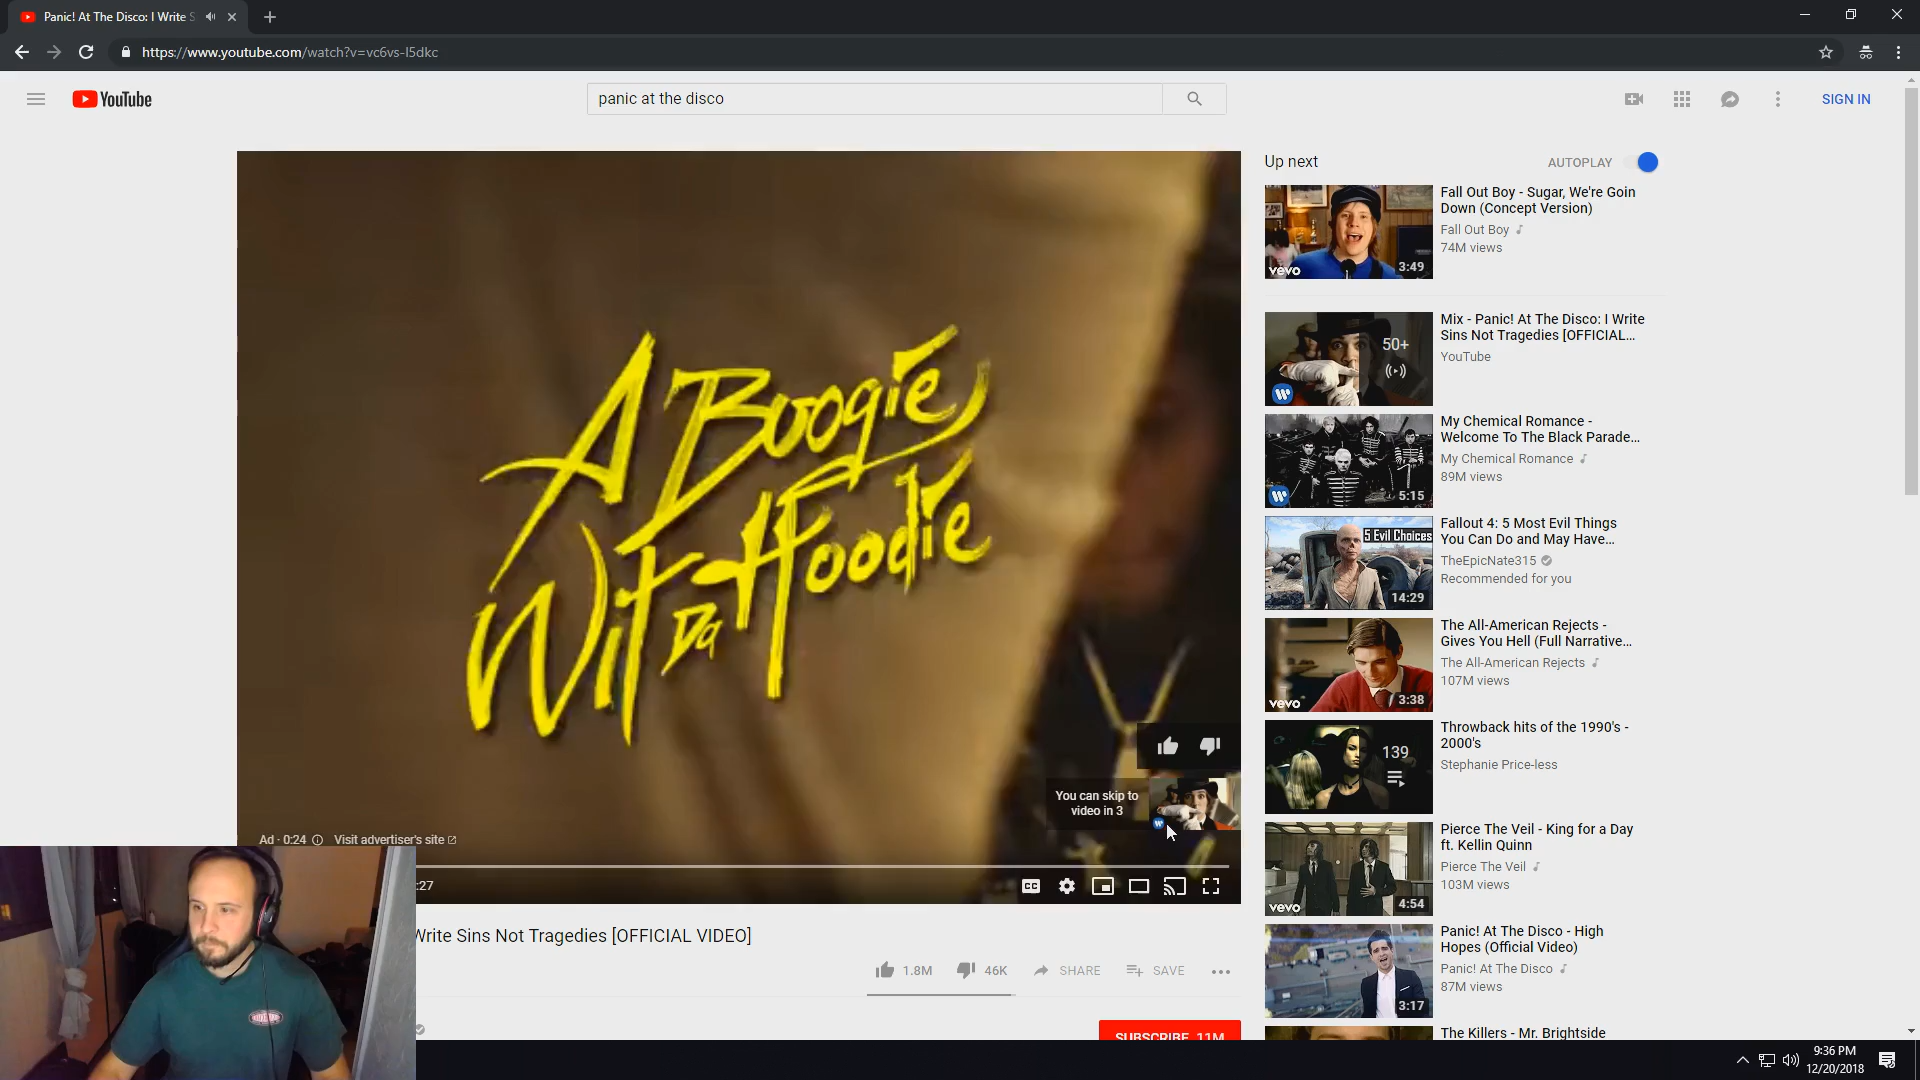 Panic! At The Disco: I Write S
https://www.youtube.com/watch?v=vc6vs-I5dkc
YouTube
panic at the disco
SIGN IN
A Boogie
Wit Da Hoodie
You can skip to
video in 3
Ad · 0:24
Visit advertiser's site
:27
CC
Write Sins Not Tragedies [OFFICIAL VIDEO]
1.8M
46K
SHARE
SAVE
SUBSCRIBE 11M
Up next
AUTOPLAY
Fall Out Boy - Sugar, We're Goin
Down (Concept Version)
Fall Out Boy
74M views
vevo
3:49
Mix - Panic! At The Disco: I Write
Sins Not Tragedies [OFFICIAL...
YouTube
50+
My Chemical Romance -
Welcome To The Black Parade...
My Chemical Romance
89M views
5:15
Fallout 4: 5 Most Evil Things
You Can Do and May Have...
TheEpicNate315
Recommended for you
5 Evil Choices
14:29
The All-American Rejects -
Gives You Hell (Full Narrative...
The All-American Rejects
107M views
vevo
3:38
Throwback hits of the 1990's -
2000's
Stephanie Price-less
139
Pierce The Veil - King for a Day
ft. Kellin Quinn
Pierce The Veil
103M views
vevo
4:54
Panic! At The Disco - High
Hopes (Official Video)
Panic! At The Disco
87M views
3:17
The Killers - Mr. Brightside
9:36 PM
12/20/2018